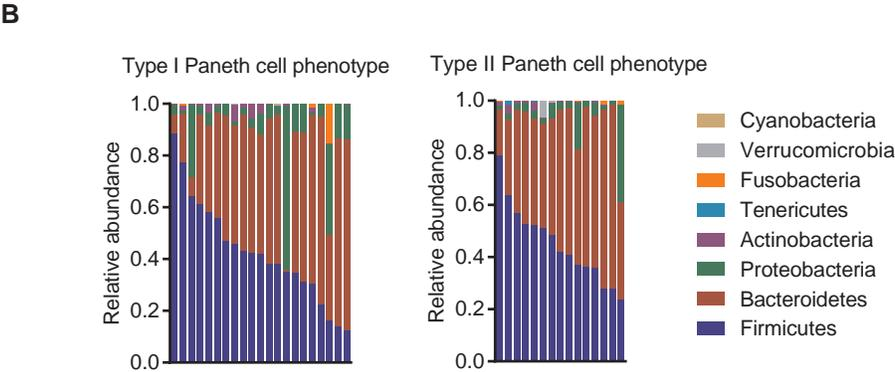 B
Type I Paneth cell phenotype
Type II Paneth cell phenotype
Relative abundance
1.0
0.8
0.6
0.4
0.2
0.0
Relative abundance
1.0
0.8
0.6
0.4
0.2
0.0
Cyanobacteria
Verrucomicrobia
Fusobacteria
Tenericutes
Actinobacteria
Proteobacteria
Bacteroidetes
Firmicutes